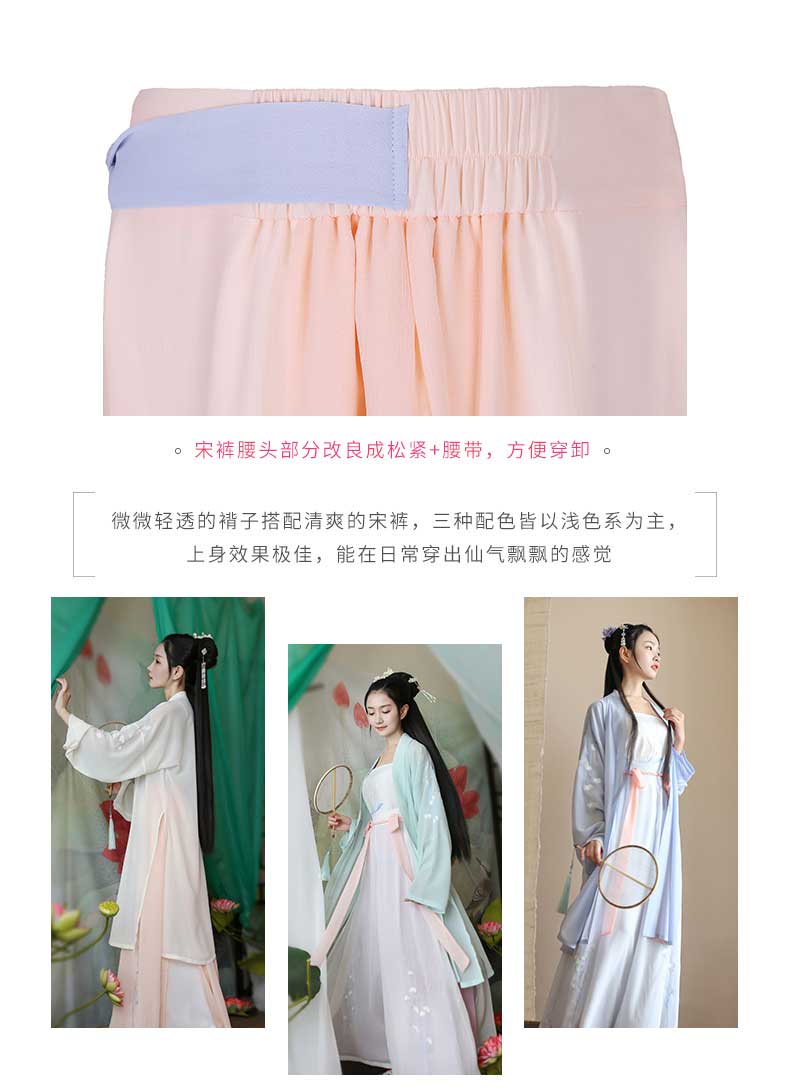 宋裤腰头部分改良成松紧+腰带，方便穿卸
微微轻透的褙子搭配清爽的宋裤，三种配色皆以浅色系为主，
上身效果极佳，能在日常穿出仙气飘飘的感觉